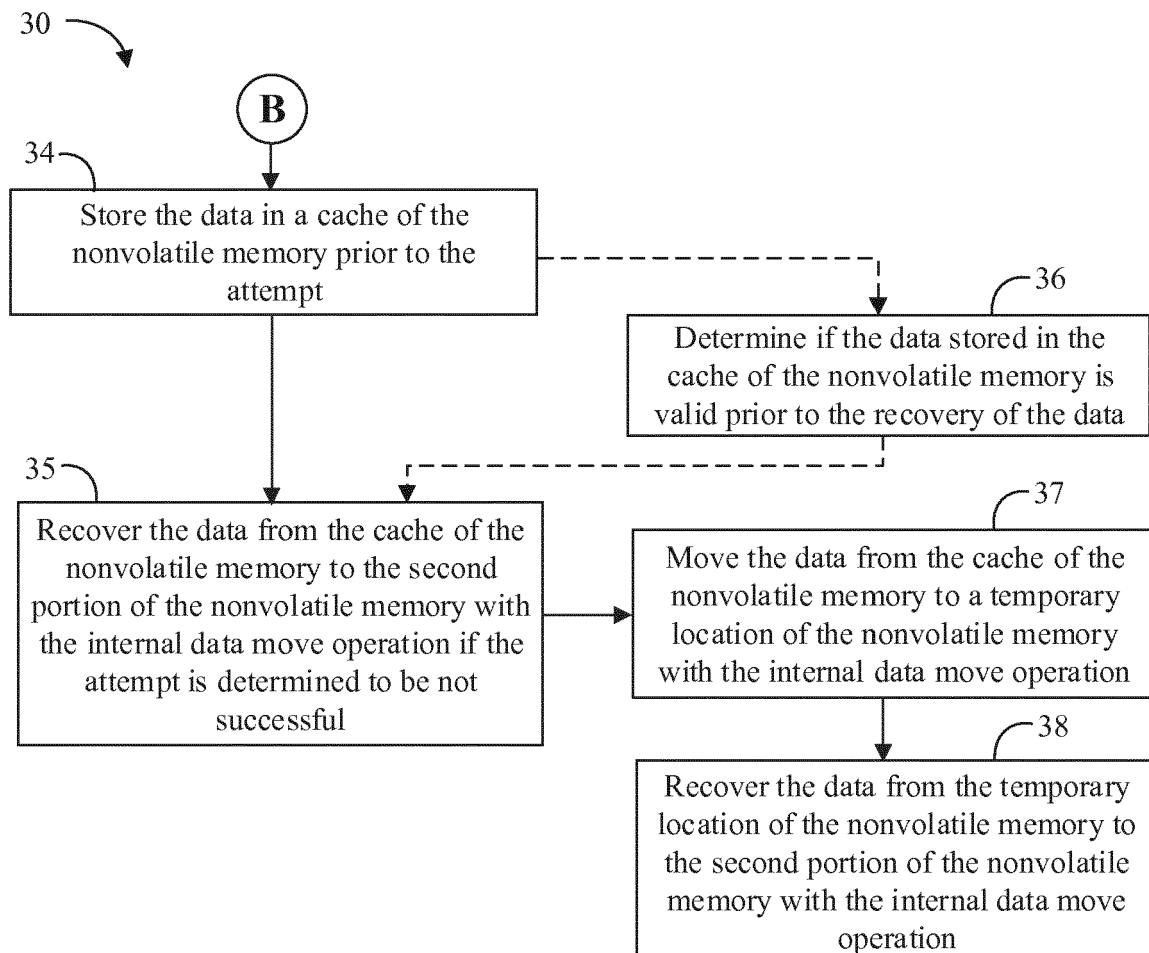 30
B
34
Store the data in a cache of the
nonvolatile memory prior to the
attempt
36
Determine if the data stored in the
cache of the nonvolatile memory is
valid prior to the recovery of the data
35
Recover the data from the cache of the
nonvolatile memory to the second
portion of the nonvolatile memory with
the internal data move operation if the
attempt is determined to be not
successful
37
Move the data from the cache of the
nonvolatile memory to a temporary
location of the nonvolatile memory
with the internal data move operation
38
Recover the data from the temporary
location of the nonvolatile memory to
the second portion of the nonvolatile
memory with the internal data move
operation